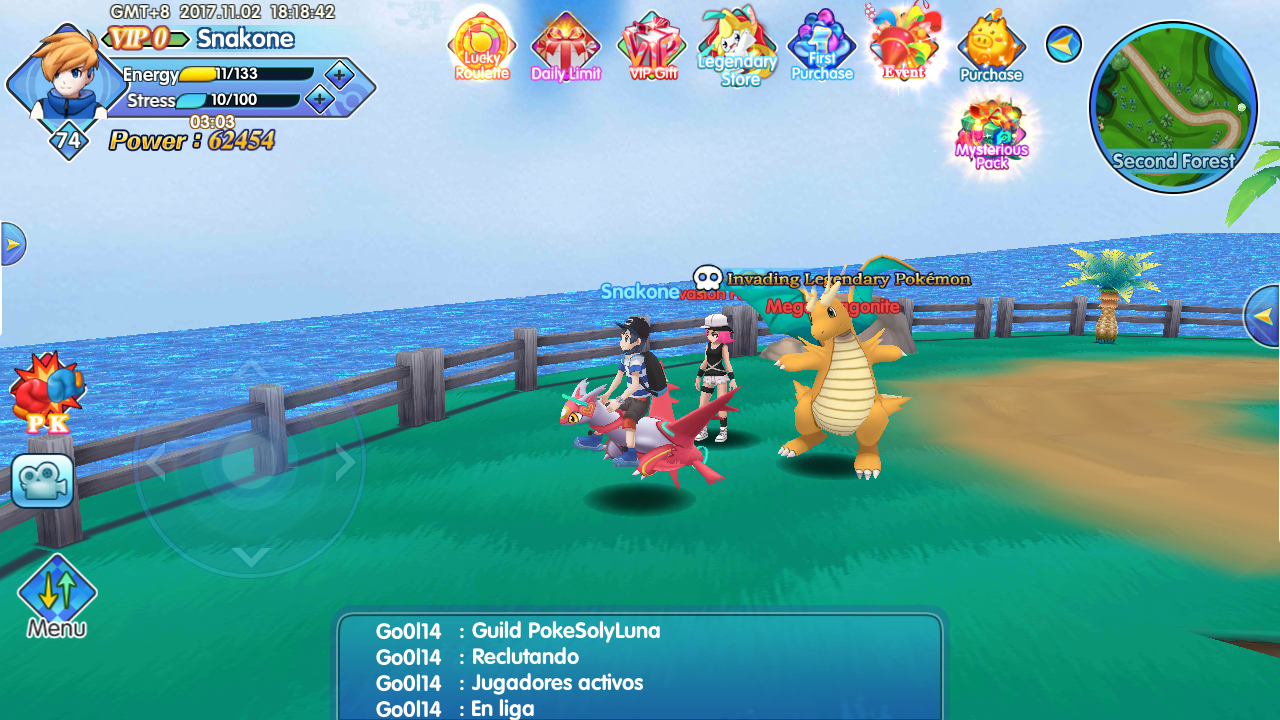 GMT+8 2017.11.02 18:18:42
VIP 0 Snakone
Energy 11/133
Stress 10/100
03:03
74 Power : 62454
Lucky Roulette
Daily Limit
VIP Gift
Legendary Store
First Purchase
Event
Purchase
Mysterious Pack
Second Forest
Invading Legendary Pokémon
Snakone
PK
Menu
Go0l14 : Guild PokeSolyLuna
Go0l14 : Reclutando
Go0l14 : Jugadores activos
Go0l14 : En liga